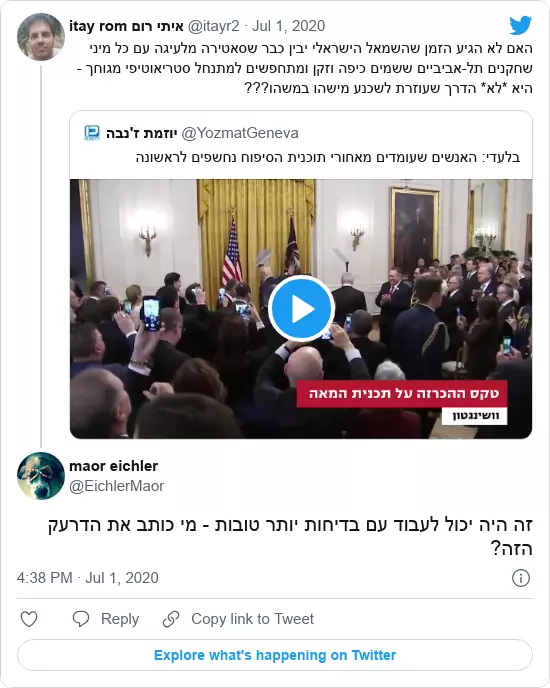 איתי רום itay rom @itayr2 · Jul 1, 2020
האם לא הגיע הזמן שהשמאל הישראלי יבין כבר שסאטירה מלעיגה עם כל מיני
שחקנים תל-אביביים ששמים כיפה וזקן ומתחפשים למתנחל סטריאוטיפי מגוחך -
היא *לא* הדרך שעוזרת לשכנע מישהו במשהו???
יוזמת ז'נבה @YozmatGeneva
בלעדי: האנשים שעומדים מאחורי תוכנית הסיפוח נחשפים לראשונה
טקס ההכרזה על תכנית המאה
וושינגטון
maor eichler
@EichlerMaor
זה היה יכול לעבוד עם בדיחות יותר טובות - מי כותב את הדרעק
הזה?
4:38 PM · Jul 1, 2020
Reply
Copy link to Tweet
Explore what's happening on Twitter